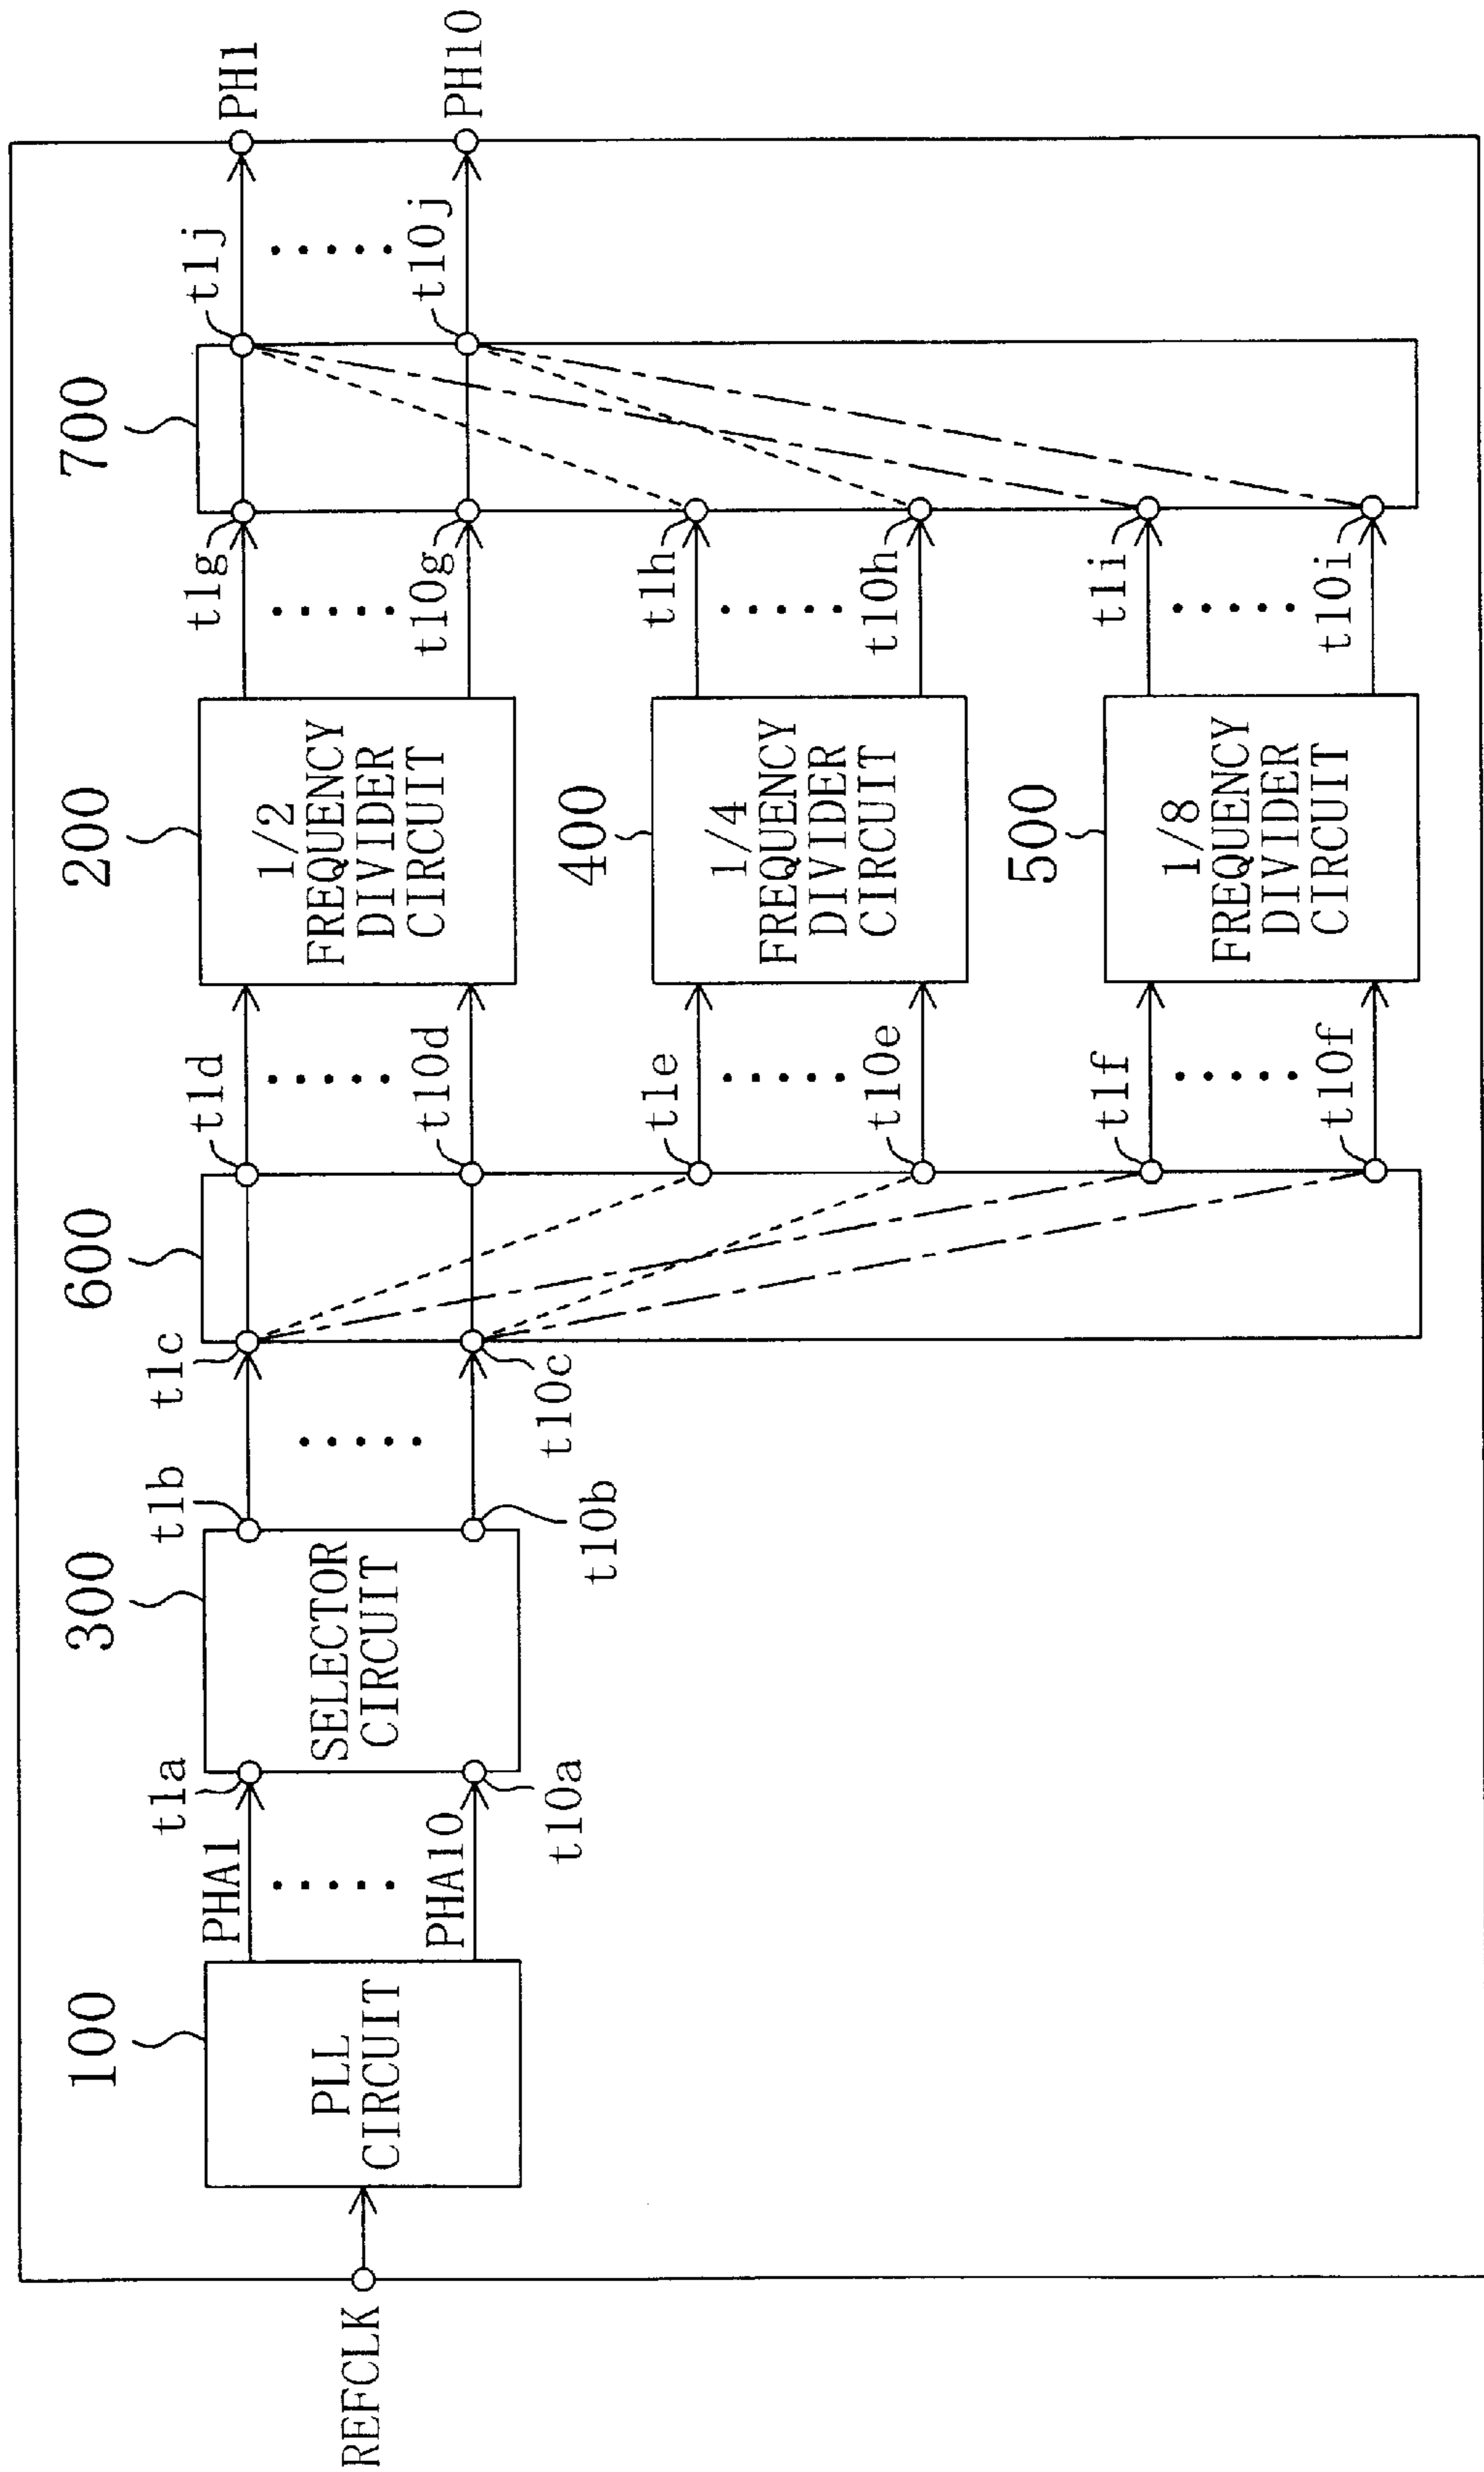 REFCLK
100
PLL
CIRCUIT
PHA1
PHA10
t1a
t10a
300
SELECTOR
CIRCUIT
t1b
t10b
t1c
t10c
600
t1d
t10d
t1e
t10e
t1f
t10f
200
1/2
FREQUENCY
DIVIDER
CIRCUIT
400
1/4
FREQUENCY
DIVIDER
CIRCUIT
500
1/8
FREQUENCY
DIVIDER
CIRCUIT
t1g
t10g
t1h
t10h
t1i
t10i
700
t1j
t10j
PH1
PH10